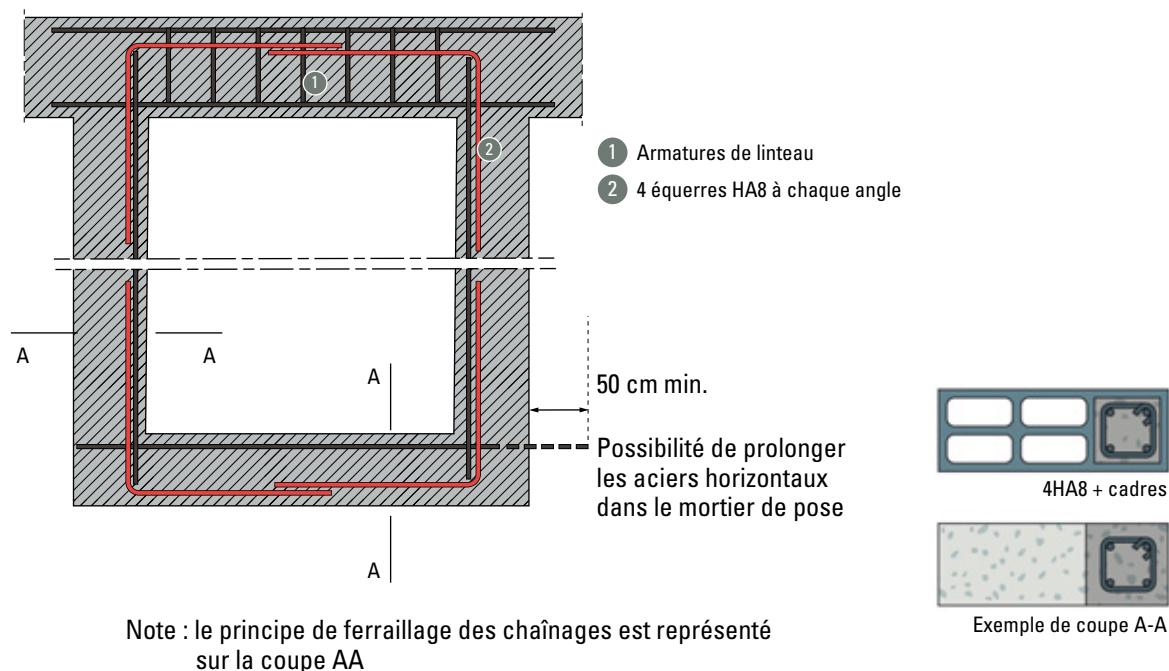 1
2
1 Armatures de linteau
2 4 équerres HA8 à chaque angle
A
A
A
50 cm min.
Possibilité de prolonger
les aciers horizontaux
dans le mortier de pose
4HA8 + cadres
A
Exemple de coupe A-A
Note : le principe de ferraillage des chaînages est représenté
sur la coupe AA